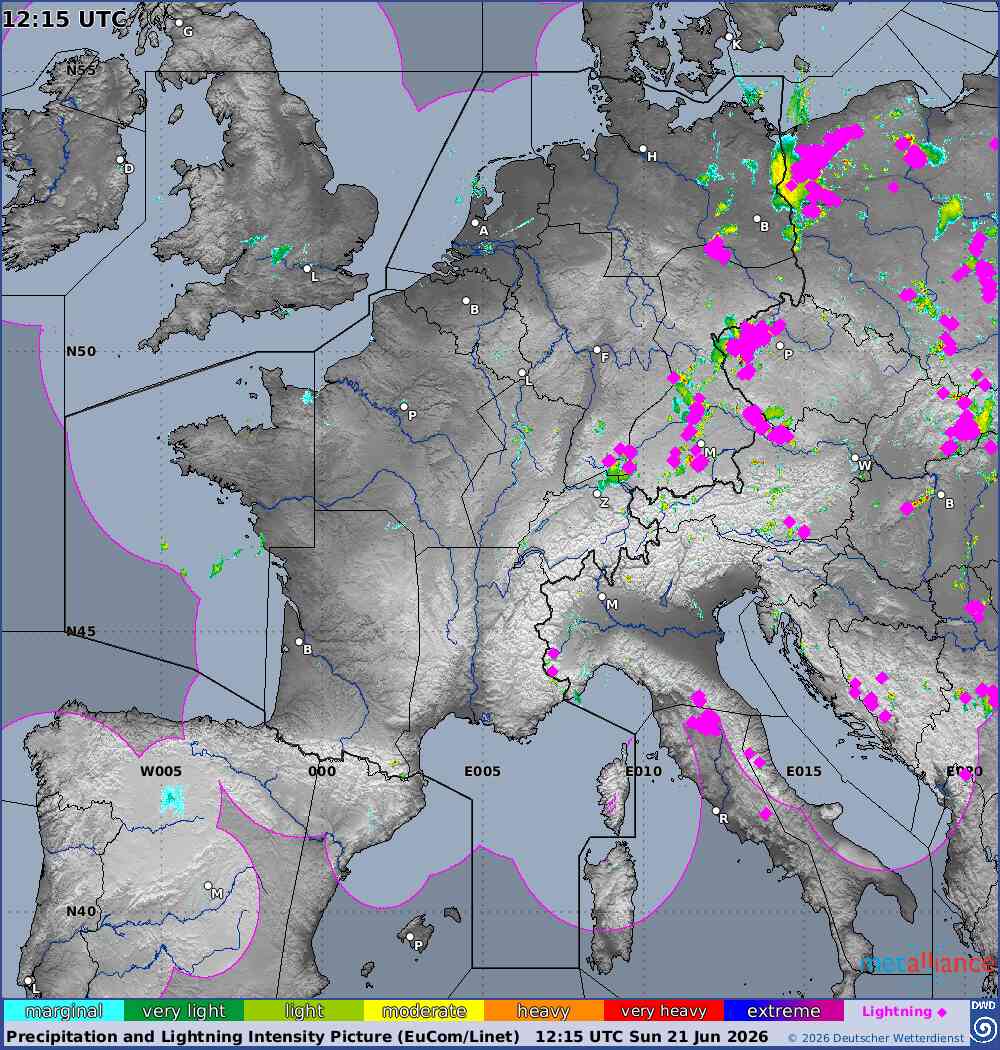 12:15 UTC
G
K
N55
D
H
A
B
L
B
N50
F
P
L
P
M
W
Z
B
M
N45
B
W005
000
E005
E010
E015
E020
R
M
N40
P
L
metalliance
marginal
very light
light
moderate
heavy
very heavy
extreme
Lightning
DWD
Precipitation and Lightning Intensity Picture (EuCom/Linet) 12:15 UTC Sun 21 Jun 2026
© 2026 Deutscher Wetterdienst